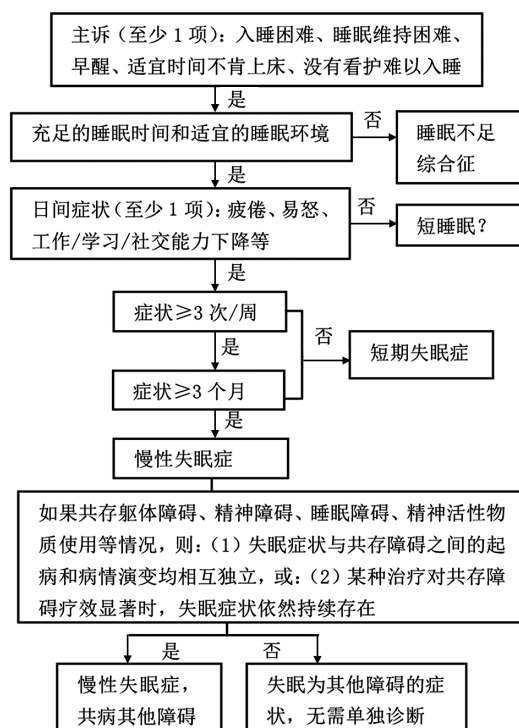 主诉（至少1项）：入睡困难、睡眠维持困难、
早醒、适宜时间不肯上床、没有看护难以入睡
是
充足的睡眠时间和适宜的睡眠环境
否
睡眠不足
综合征
是
日间症状（至少1项）：疲倦、易怒、
工作/学习/社交能力下降等
否
短睡眠？
是
症状≥3次/周
是
否
短期失眠症
症状≥3个月
是
慢性失眠症
如果共存躯体障碍、精神障碍、睡眠障碍、精神活性物
质使用等情况，则：（1）失眠症状与共存障碍之间的起
病和病情演变均相互独立，或：（2）某种治疗对共存障
碍疗效显著时，失眠症状依然持续存在
是
否
慢性失眠症，
共病其他障碍
失眠为其他障碍的症
状，无需单独诊断